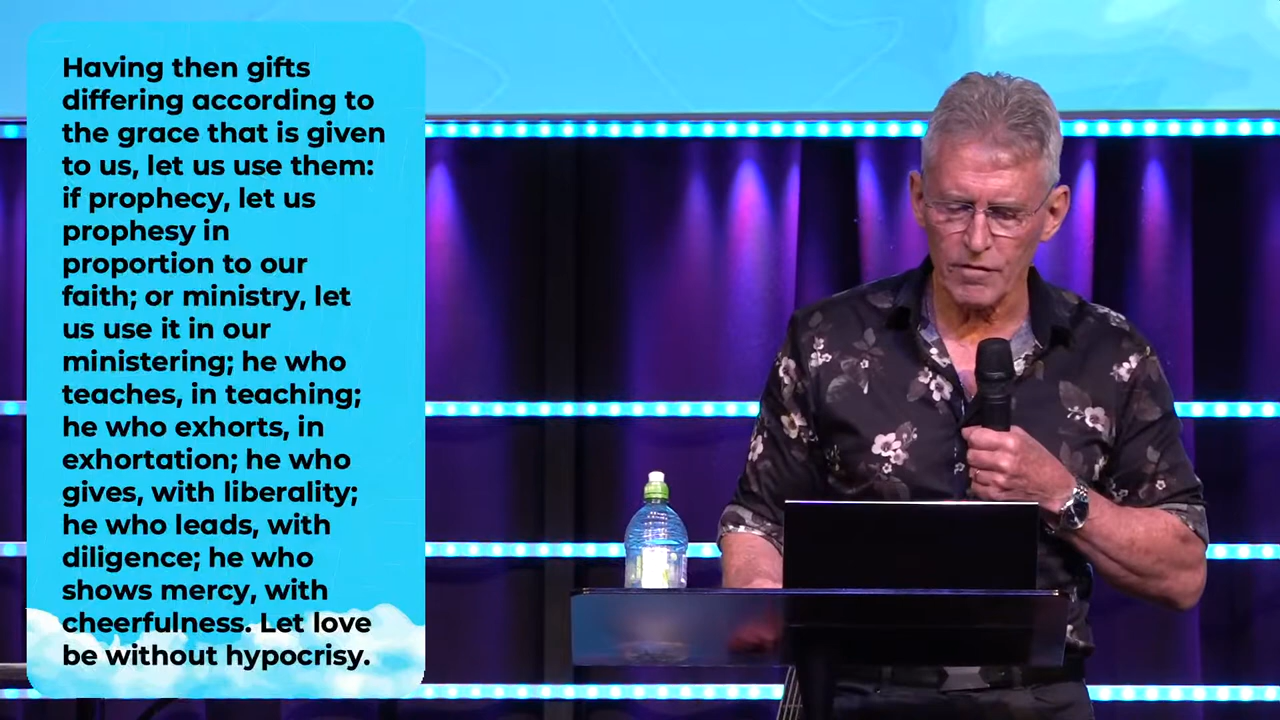 Having then gifts
differing according to
the grace that is given
to us, let us use them:
if prophecy, let us
prophesy in
proportion to our
faith; or ministry, let
us use it in our
ministering; he who
teaches, in teaching;
he who exhorts, in
exhortation; he who
gives, with liberality;
he who leads, with
diligence; he who
shows mercy, with
cheerfulness. Let love
be without hypocrisy.